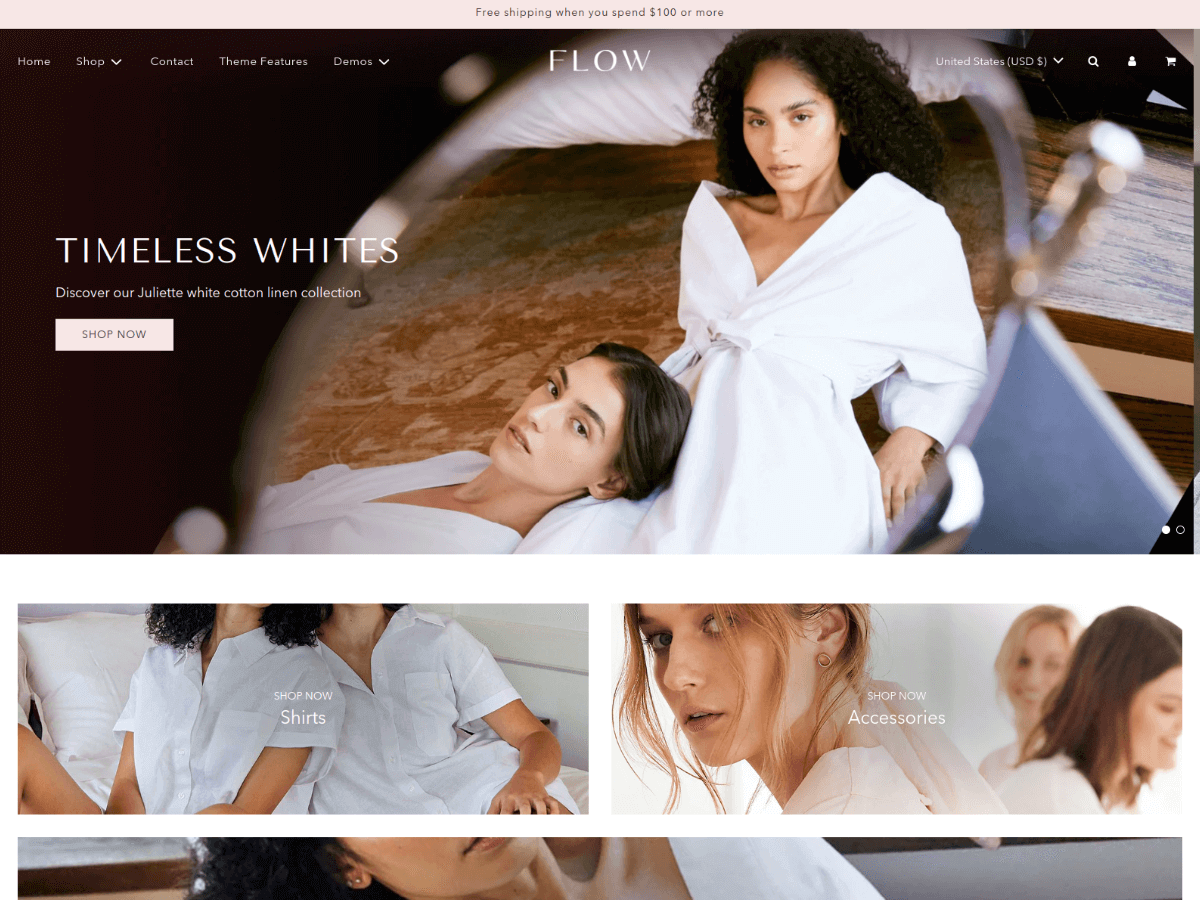 Free shipping when you spend $100 or more
Home Shop Contact Theme Features Demos FLOW United States (USD $)
TIMELESS WHITES
Discover our Juliette white cotton linen collection
SHOP NOW
SHOP NOW
Shirts
SHOP NOW
Accessories